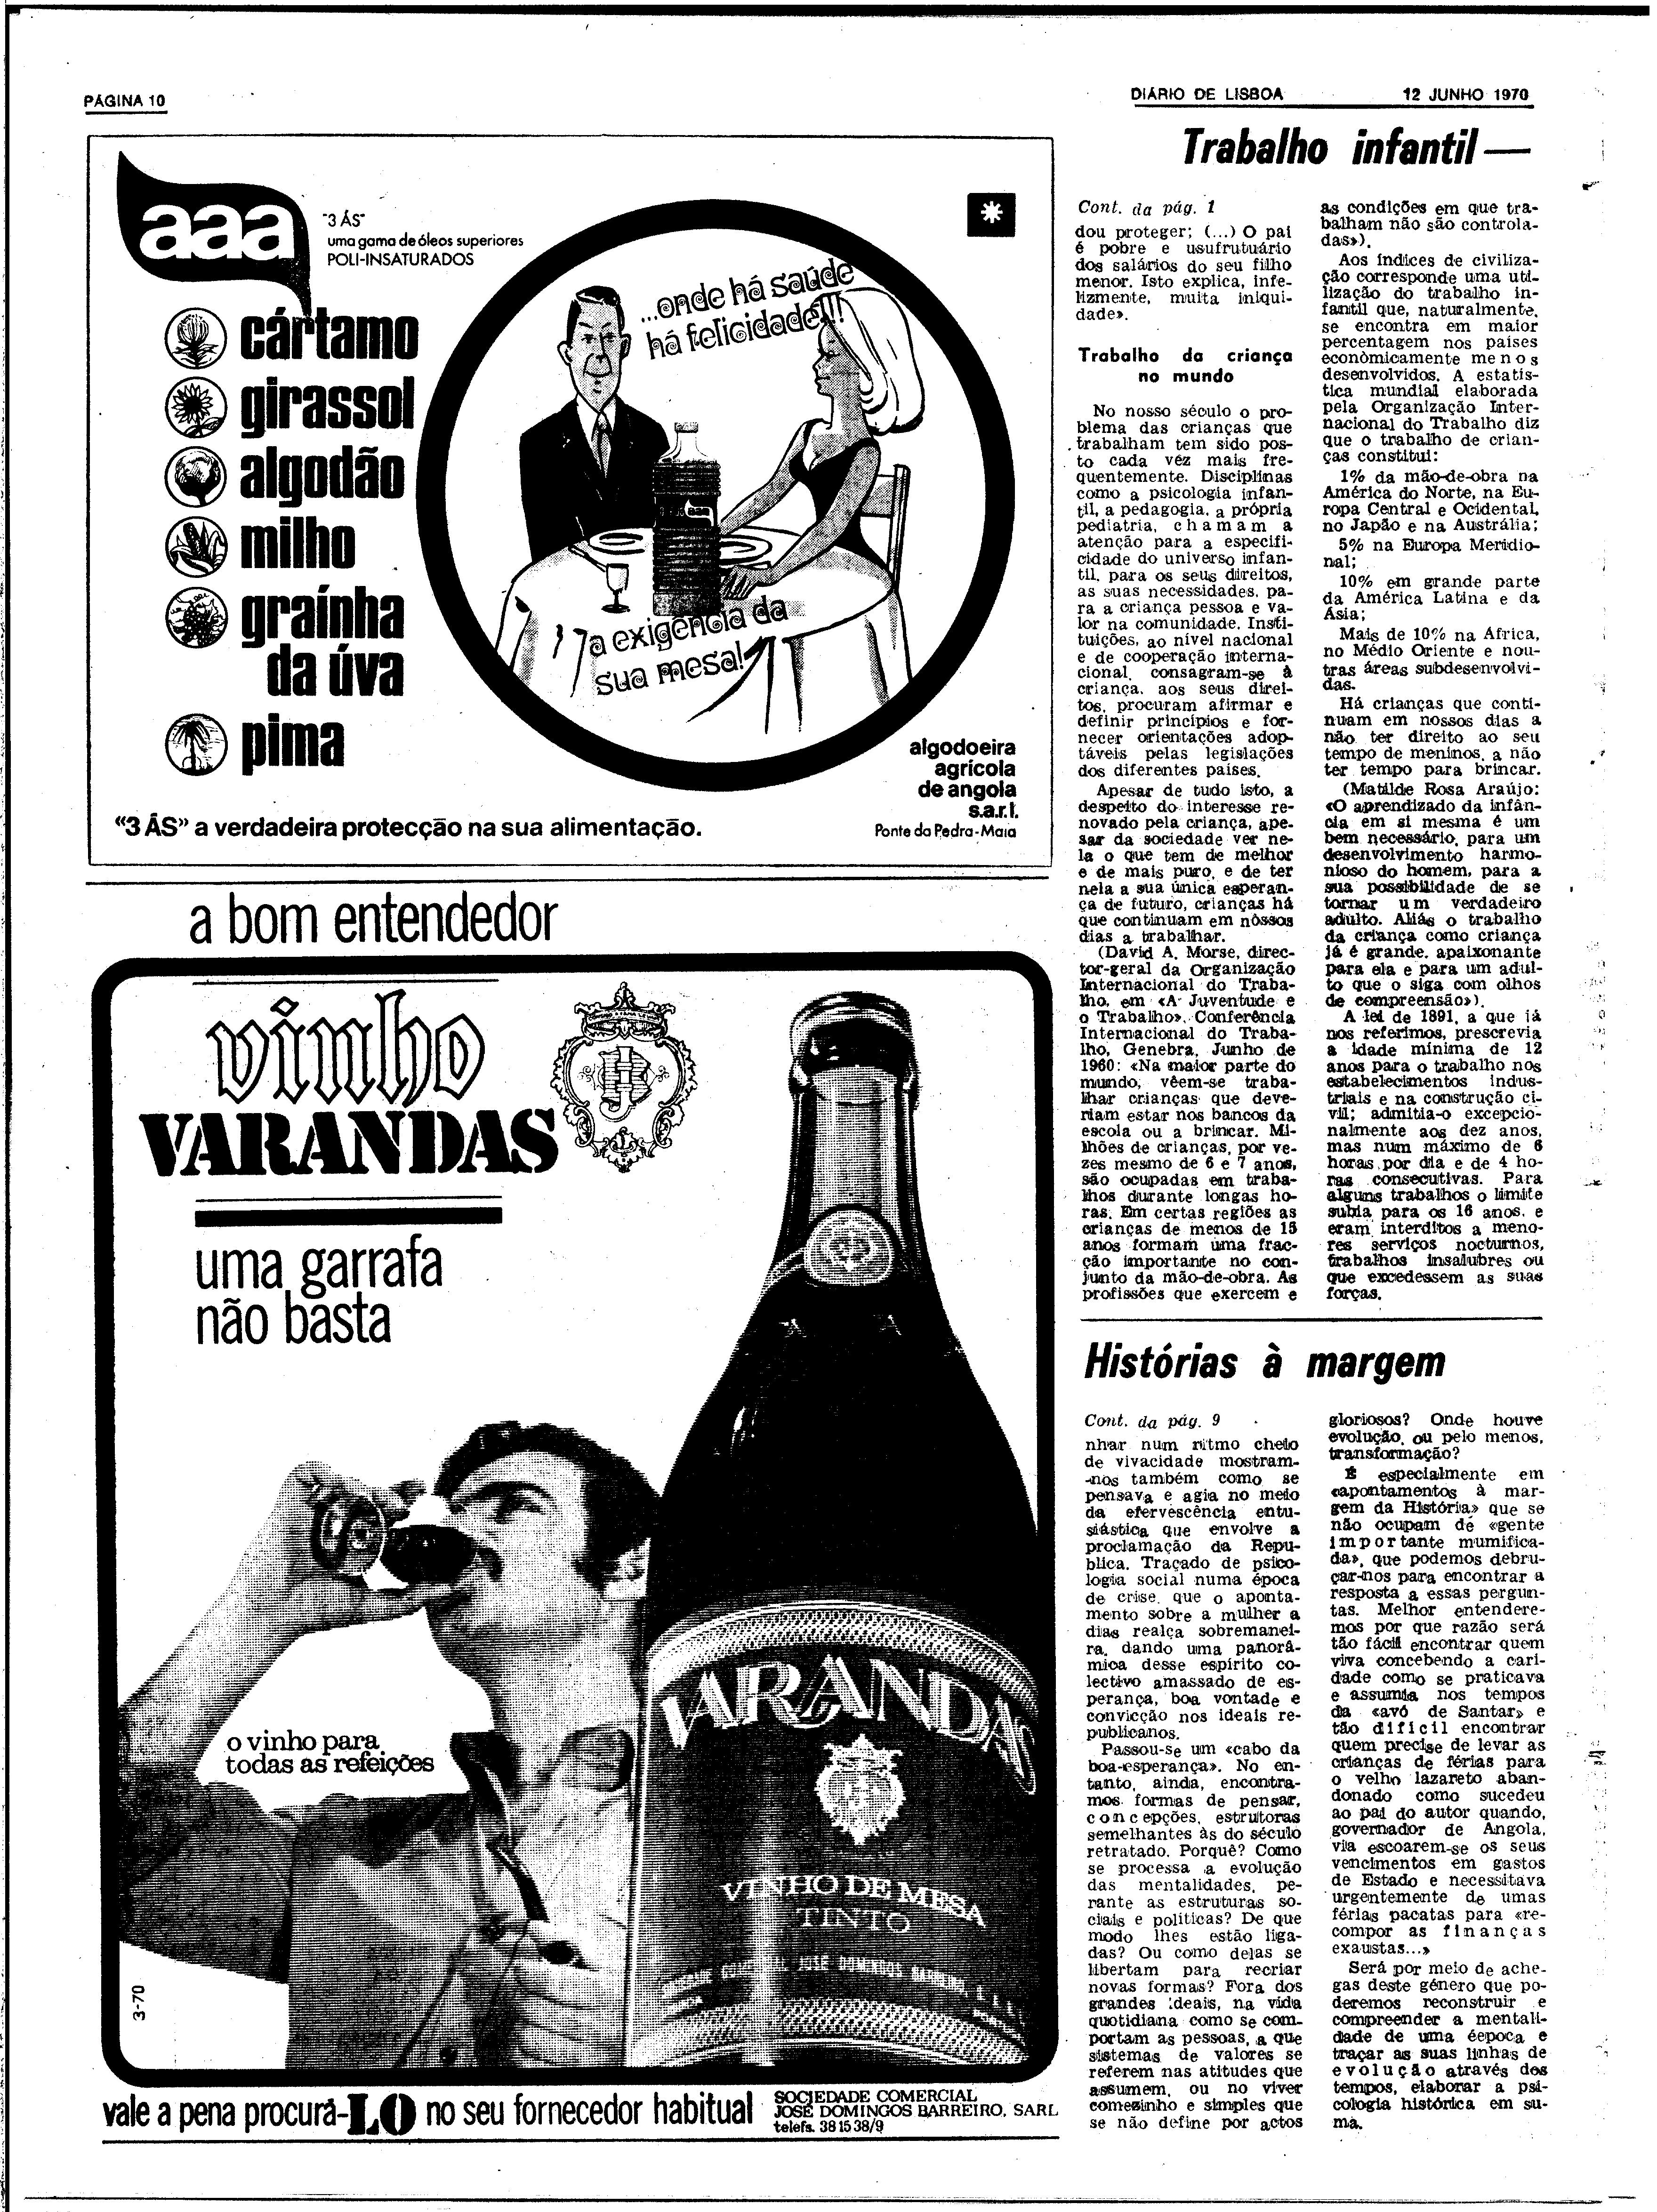 PÁGINA 10
DIÁRIO DE LISBOA 12 JUNHO 1970
aaa
"3 ÁS"
uma gama de óleos superiores
POLI-INSATURADOS
cártamo
girassol
algodão
milho
graínha
da úva
pima
...onde há saúde
há felicidade!!!
aaa
a exigência da
sua mesa!
algodoeira
agrícola
de angola
s.a.r.l.
Ponte da Pedra-Maia
«3 ÁS» a verdadeira protecção na sua alimentação.
a bom entendedor
vinho
VARANDAS
uma garrafa
não basta
o vinho para
todas as refeições
VARANDAS
VINHO DE MESA
TINTO
3-70
vale a pena procurá-LO no seu fornecedor habitual
SOCIEDADE COMERCIAL
JOSÉ DOMINGOS BARREIRO, SARL
telefs. 38 15 38/9
Trabalho infantil—
Cont. da pág. 1
dou proteger; (...) O pai
é pobre e usufrutuário
dos salários do seu filho
menor. Isto explica, infe-
lizmente, muita iniqui-
dade».
Trabalho da criança
no mundo
No nosso século o pro-
blema das crianças que
trabalham tem sido pos-
to cada vez mais fre-
quentemente. Disciplinas
como a psicologia infan-
til, a pedagogia, a própria
pediatria, chamam a
atenção para a especifi-
cidade do universo infan-
til, para os seus direitos,
as suas necessidades, pa-
ra a criança pessoa e va-
lor na comunidade. Insti-
tuições, ao nível nacional
e de cooperação interna-
cional, consagram-se à
criança, aos seus direi-
tos, procuram afirmar e
definir princípios e for-
necer orientações adop-
táveis pelas legislações
dos diferentes países.
Apesar de tudo isto, a
despeito do interesse re-
novado pela criança, ape-
sar da sociedade ver ne-
la o que tem de melhor
e de mais puro, e de ter
nela a sua única esperan-
ça de futuro, crianças há
que continuam em nossos
dias a trabalhar.
(David A. Morse, direc-
tor-geral da Organização
Internacional do Traba-
lho, em «A Juventude e
o Trabalho», Conferência
Internacional do Traba-
lho, Genebra, Junho de
1960: «Na maior parte do
mundo, vêem-se traba-
lhar crianças que deve-
riam estar nos bancos da
escola ou a brincar. Mi-
lhões de crianças, por ve-
zes mesmo de 6 e 7 anos,
são ocupadas em traba-
lhos durante longas ho-
ras. Em certas regiões as
crianças de menos de 15
anos formam uma frac-
ção importante no con-
junto da mão-de-obra. As
profissões que exercem e
as condições em que tra-
balham não são controla-
das»).
Aos índices de civiliza-
ção corresponde uma uti-
lização do trabalho in-
fantil que, naturalmente,
se encontra em maior
percentagem nos países
econòmicamente menos
desenvolvidos. A estatís-
tica mundial elaborada
pela Organização Inter-
nacional do Trabalho diz
que o trabalho de crian-
ças constitui:
1% da mão-de-obra na
América do Norte, na Eu-
ropa Central e Ocidental,
no Japão e na Austrália;
5% na Europa Meridio-
nal;
10% em grande parte
da América Latina e da
Ásia;
Mais de 10% na África,
no Médio Oriente e nou-
tras áreas subdesenvolvi-
das.
Há crianças que conti-
nuam em nossos dias a
não ter direito ao seu
tempo de meninos, a não
ter tempo para brincar.
(Matilde Rosa Araújo:
«O aprendizado da infân-
cia em si mesma é um
bem necessário, para um
desenvolvimento harmo-
nioso do homem, para a
sua possibilidade de se
tornar um verdadeiro
adulto. Aliás o trabalho
da criança como criança
já é grande, apaixonante
para ela e para um adul-
to que o siga com olhos
de compreensão»).
A lei de 1891, a que já
nos referimos, prescrevia
a idade mínima de 12
anos para o trabalho nos
estabelecimentos indus-
triais e na construção ci-
vil; admitia-o excepcio-
nalmente aos dez anos,
mas num máximo de 6
horas por dia e de 4 ho-
ras consecutivas. Para
alguns trabalhos o limite
subia para os 16 anos, e
eram interditos a meno-
res serviços nocturnos,
trabalhos insalubres ou
que excedessem as suas
forças.
Histórias à margem
Cont. da pág. 9
nhar num ritmo cheio
de vivacidade mostram-
-nos também como se
pensava e agia no meio
da efervescência entu-
siástica que envolve a
proclamação da Repu-
blica. Traçado de psico-
logia social numa época
de crise, que o aponta-
mento sobre a mulher a
dias realça sobremanei-
ra, dando uma panorâ-
mica desse espírito co-
lectivo amassado de es-
perança, boa vontade e
convicção nos ideais re-
publicanos.
Passou-se um «cabo da
boa-esperança». No en-
tanto, ainda, encontra-
mos formas de pensar,
concepções, estruitoras
semelhantes às do século
retratado. Porquê? Como
se processa a evolução
das mentalidades, pe-
rante as estruturas so-
ciais e políticas? De que
modo lhes estão liga-
das? Ou como delas se
libertam para recriar
novas formas? Fora dos
grandes ideais, na vida
quotidiana como se com-
portam as pessoas, a que
sistemas de valores se
referem nas atitudes que
assumem, ou no viver
comesinho e simples que
se não define por actos
gloriosos? Onde houve
evolução, ou pelo menos,
transformação?
É especialmente em
«apontamentos à mar-
gem da História» que se
não ocupam de «gente
importante mumifica-
da», que podemos debru-
çar-nos para encontrar a
resposta a essas pergun-
tas. Melhor entendere-
mos por que razão será
tão fácil encontrar quem
viva concebendo a cari-
dade como se praticava
e assumia nos tempos
da «avó de Santar» e
tão difícil encontrar
quem precise de levar as
crianças de férias para
o velho lazareto aban-
donado como sucedeu
ao pai do autor quando,
governador de Angola,
via escoarem-se os seus
vencimentos em gastos
de Estado e necessitava
urgentemente de umas
férias pacatas para «re-
compor as finanças
exaustas...»
Será por meio de ache-
gas deste género que po-
deremos reconstruir e
compreender a mentali-
dade de uma éepoca e
traçar as suas linhas de
evolução através dos
tempos, elaborar a psi-
cologia histórica em su-
ma.